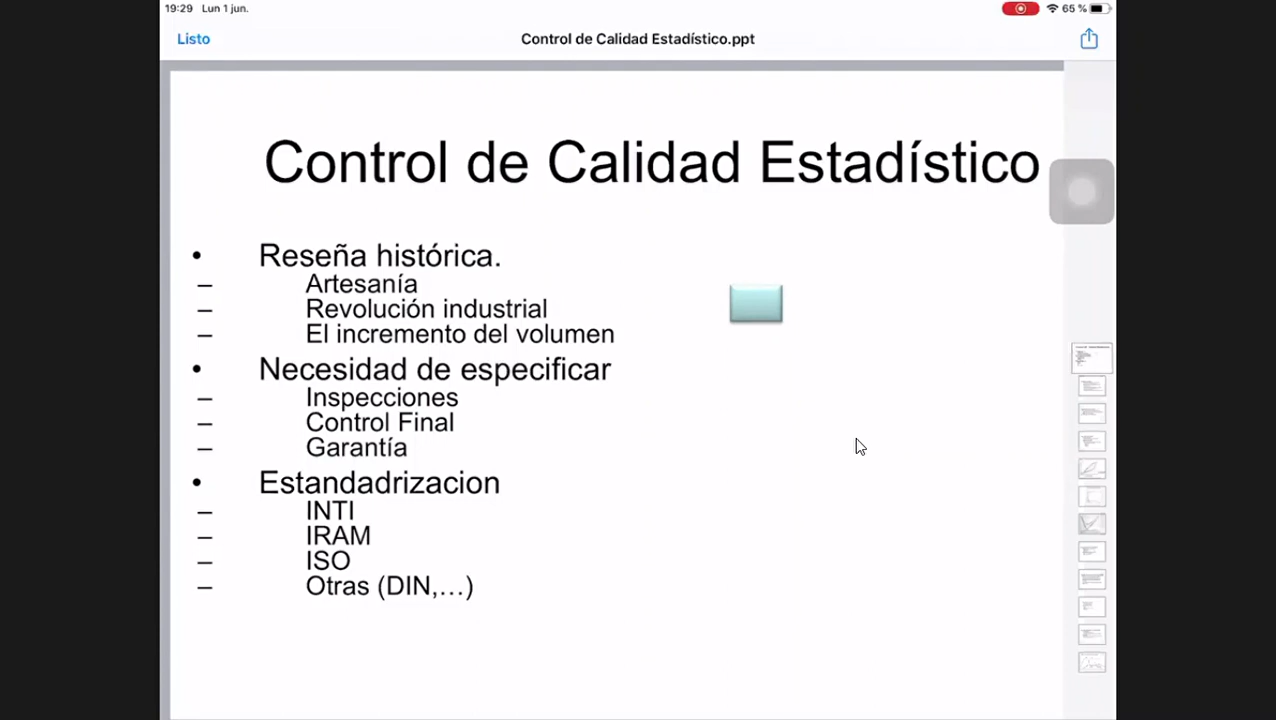 19:29 Lun 1 jun. 65 %
Listo Control de Calidad Estadístico.ppt
Control de Calidad Estadístico
• Reseña histórica.
– Artesanía
– Revolución industrial
– El incremento del volumen
• Necesidad de especificar
– Inspecciones
– Control Final
– Garantía
• Estandadrizacion
– INTI
– IRAM
– ISO
– Otras (DIN,…)